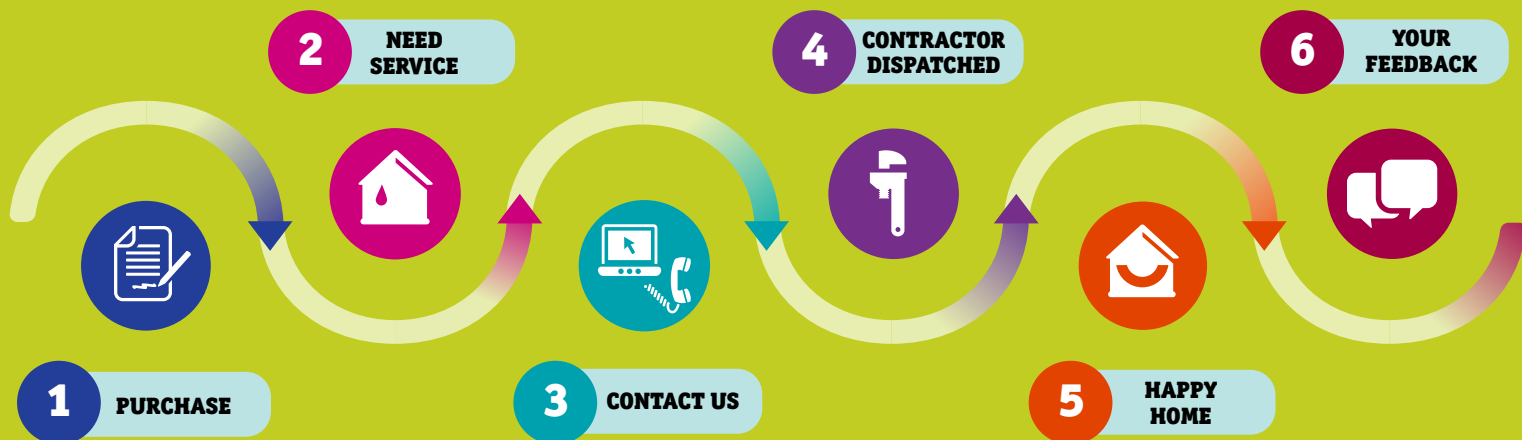 1
PURCHASE
2
NEED
SERVICE
3
CONTACT US
4
CONTRACTOR
DISPATCHED
5
HAPPY
HOME
6
YOUR
FEEDBACK